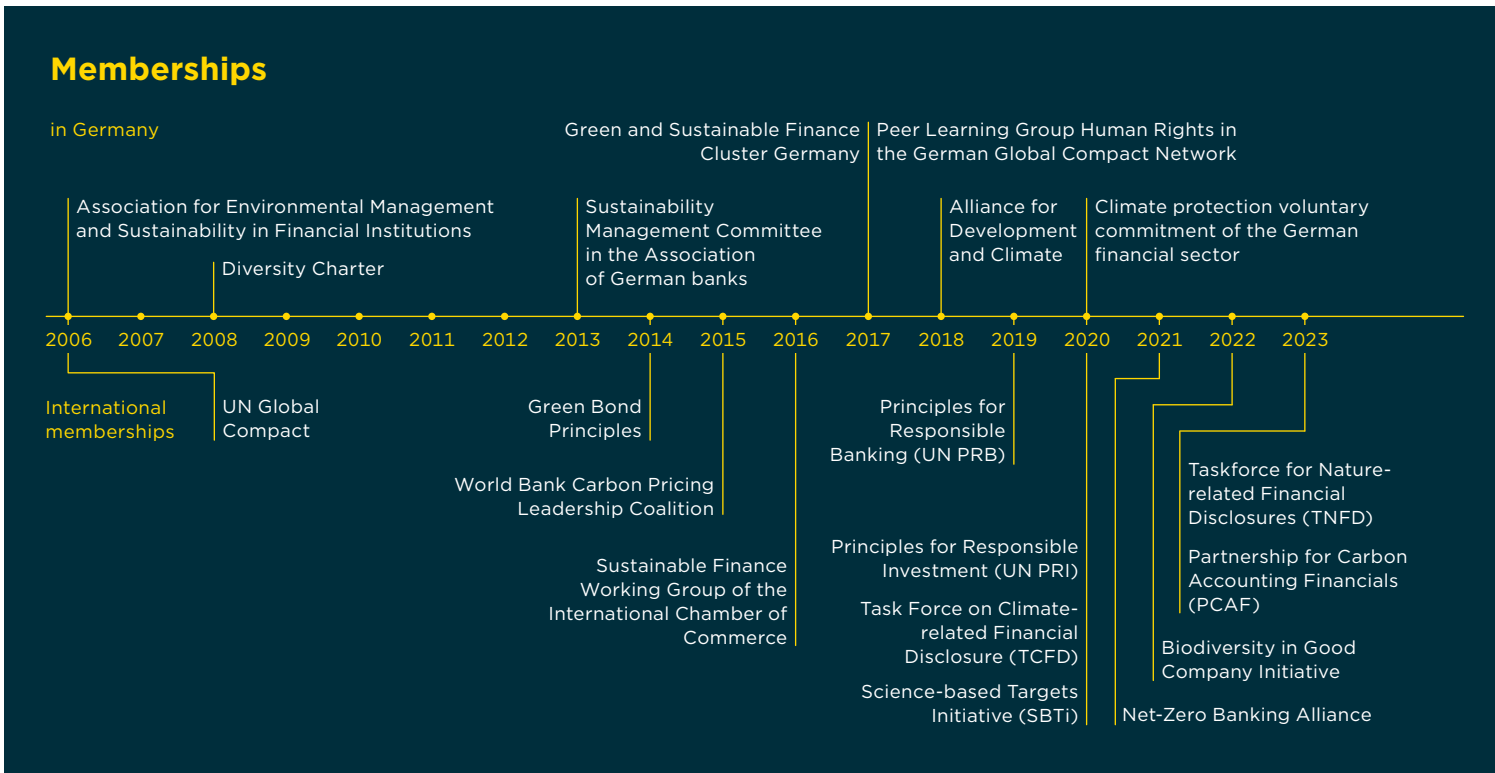 Memberships
in Germany
Green and Sustainable Finance
Cluster Germany
Peer Learning Group Human Rights in
the German Global Compact Network
Association for Environmental Management
and Sustainability in Financial Institutions
Diversity Charter
Sustainability
Management Committee
in the Association
of German banks
Alliance for
Development
and Climate
Climate protection voluntary
commitment of the German
financial sector
2006 2007 2008 2009 2010 2011 2012 2013 2014 2015 2016 2017 2018 2019 2020 2021 2022 2023
International
memberships
UN Global
Compact
Green Bond
Principles
World Bank Carbon Pricing
Leadership Coalition
Sustainable Finance
Working Group of the
International Chamber of
Commerce
Principles for
Responsible
Banking (UN PRB)
Principles for Responsible
Investment (UN PRI)
Task Force on Climate-
related Financial
Disclosure (TCFD)
Science-based Targets
Initiative (SBTi)
Taskforce for Nature-
related Financial
Disclosures (TNFD)
Partnership for Carbon
Accounting Financials
(PCAF)
Biodiversity in Good
Company Initiative
Net-Zero Banking Alliance